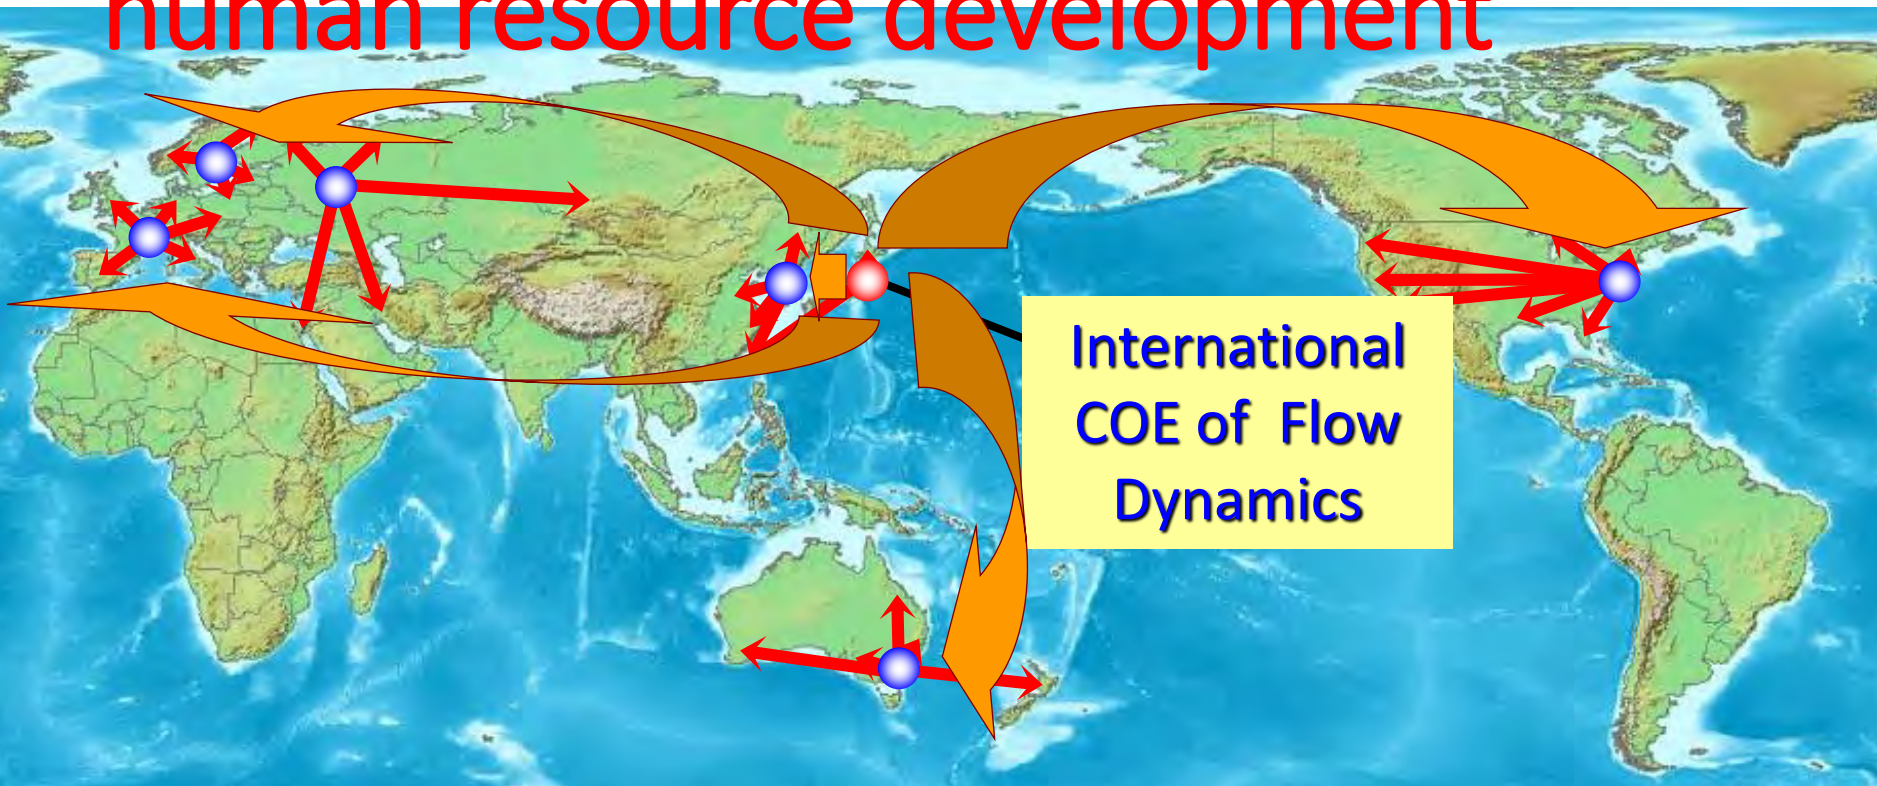 human resource development
International
COE of Flow
Dynamics